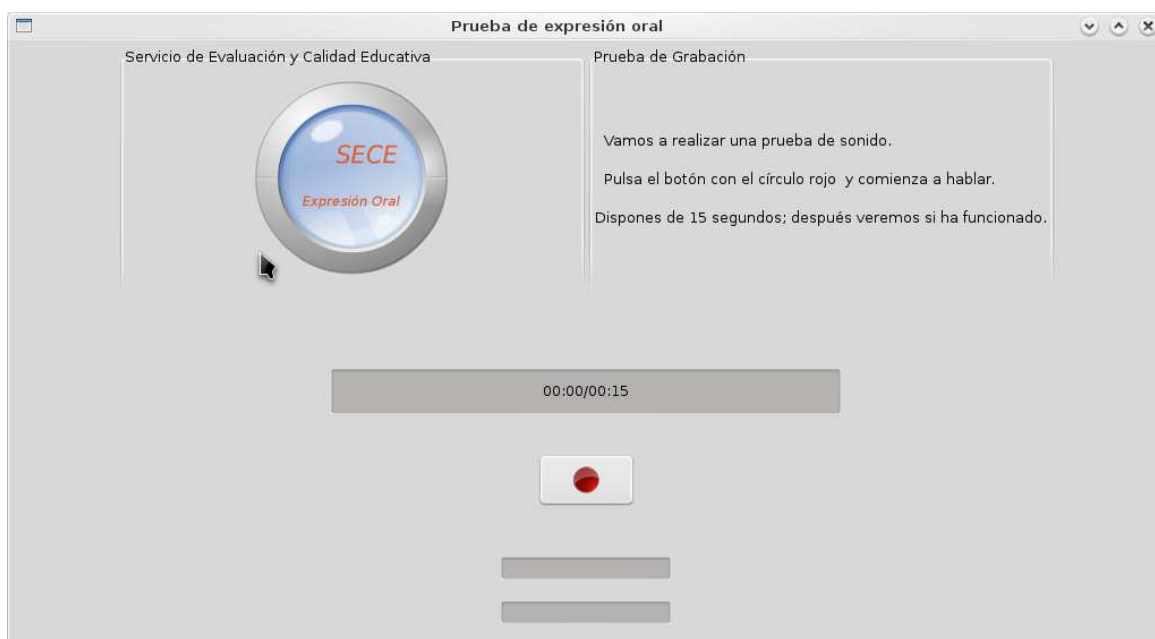 Prueba de expresión oral
Servicio de Evaluación y Calidad Educativa
SECE
Expresión Oral
Prueba de Grabación
Vamos a realizar una prueba de sonido.
Pulsa el botón con el círculo rojo y comienza a hablar.
Dispones de 15 segundos; después veremos si ha funcionado.
00:00/00:15